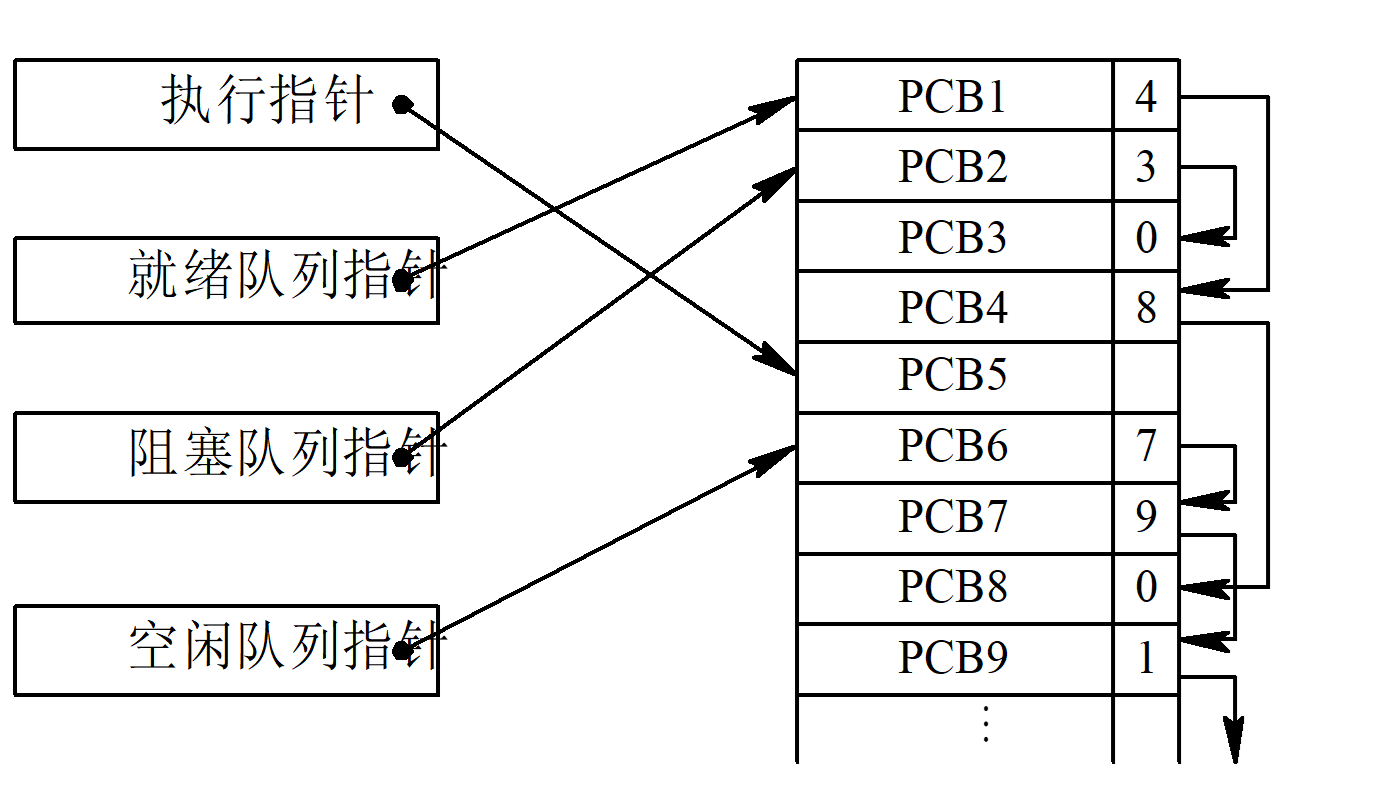 执行指针
就绪队列指针
阻塞队列指针
空闲队列指针
PCB1 4
PCB2 3
PCB3 0
PCB4 8
PCB5
PCB6 7
PCB7 9
PCB8 0
PCB9 1
⋮